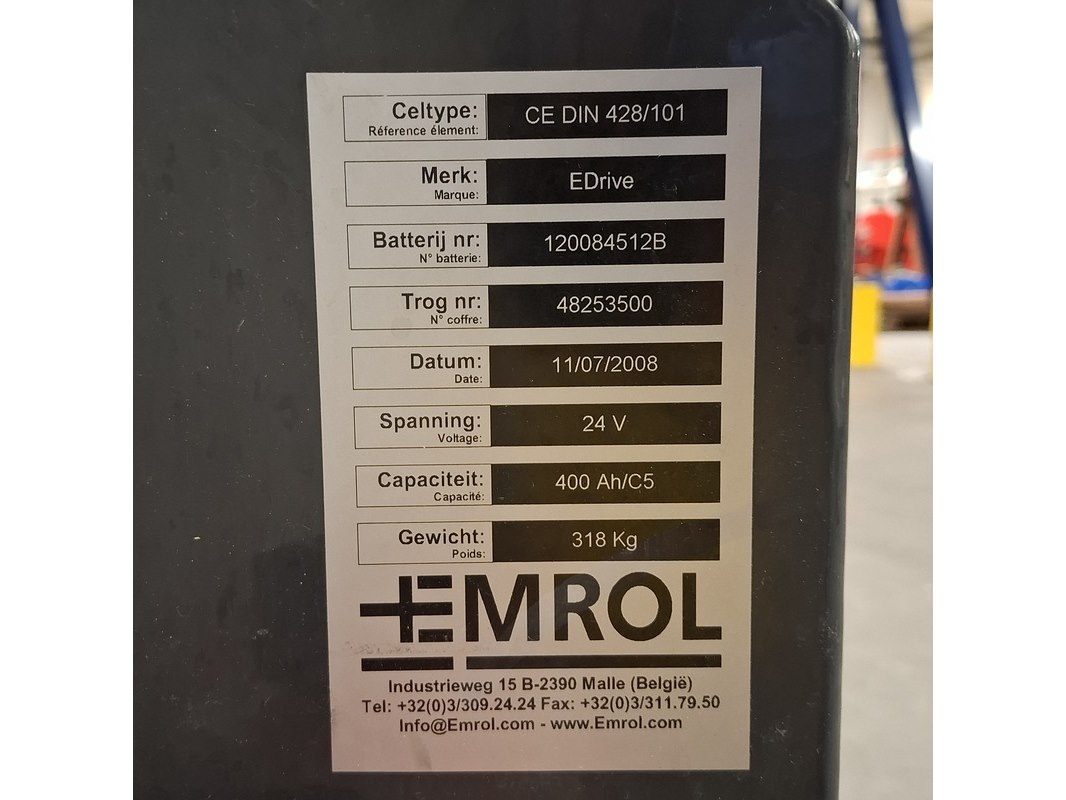 Celtype: CE DIN 428/101
Réference élement:
Merk: EDrive
Marque:
Batterij nr: 120084512B
N° batterie:
Trog nr: 48253500
N° coffre:
Datum: 11/07/2008
Date:
Spanning: 24 V
Voltage:
Capaciteit: 400 Ah/C5
Capacité:
Gewicht: 318 Kg
Poids:
EMROL
Industrieweg 15 B-2390 Malle (België)
Tel: +32(0)3/309.24.24 Fax: +32(0)3/311.79.50
Info@Emrol.com - www.Emrol.com